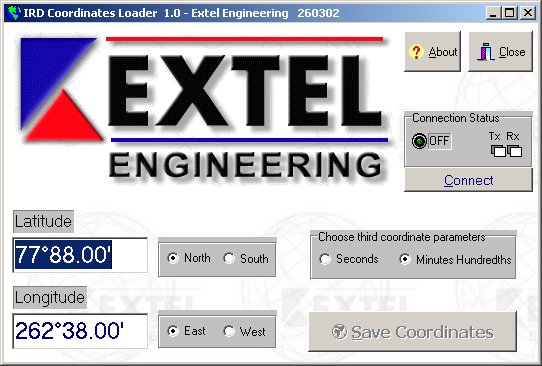 IRD Coordinates Loader 1.0 - Extel Engineering 260302
EXTEL
ENGINEERING
About
Close
Connection Status
OFF
Tx Rx
Connect
Latitude
77°88.00'
North
South
Choose third coordinate parameters
Seconds
Minutes Hundredths
Longitude
262°38.00'
East
West
Save Coordinates